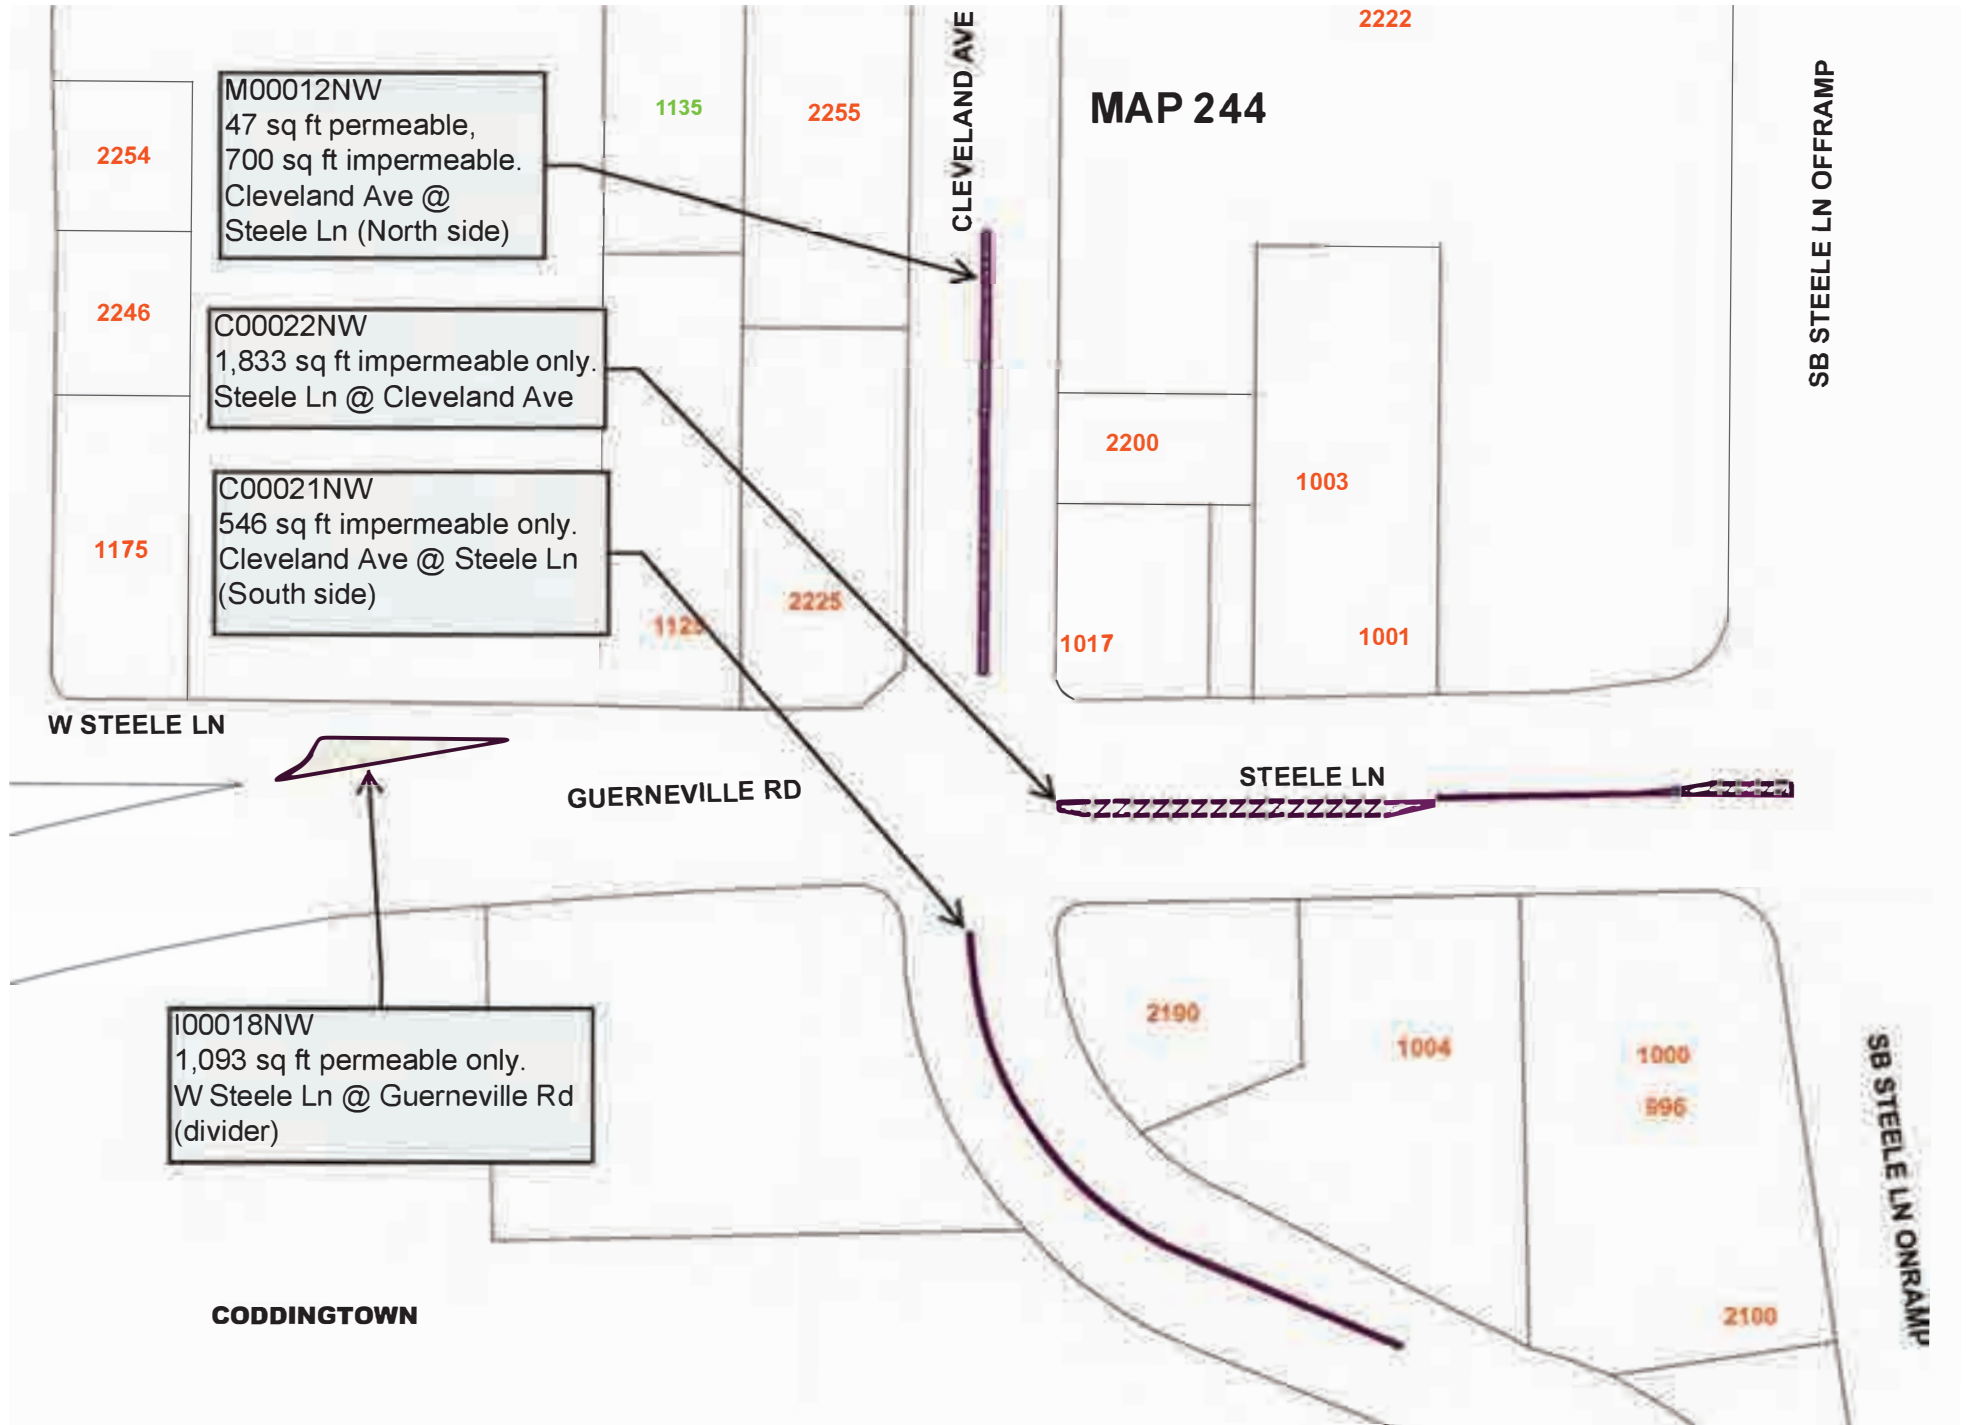 2222
CLEVELAND AVE
MAP 244
SB STEELE LN OFFRAMP
M00012NW
47 sq ft permeable,
700 sq ft impermeable.
Cleveland Ave @
Steele Ln (North side)
1135
2255
2254
2246
C00022NW
1,833 sq ft impermeable only.
Steele Ln @ Cleveland Ave
2200
1003
C00021NW
546 sq ft impermeable only.
Cleveland Ave @ Steele Ln
(South side)
1175
1125
2225
1017
1001
W STEELE LN
GUERNEVILLE RD
STEELE LN
I00018NW
1,093 sq ft permeable only.
W Steele Ln @ Guerneville Rd
(divider)
2190
1004
1000
996
SB STEELE LN ONRAMP
CODDINGTOWN
2100